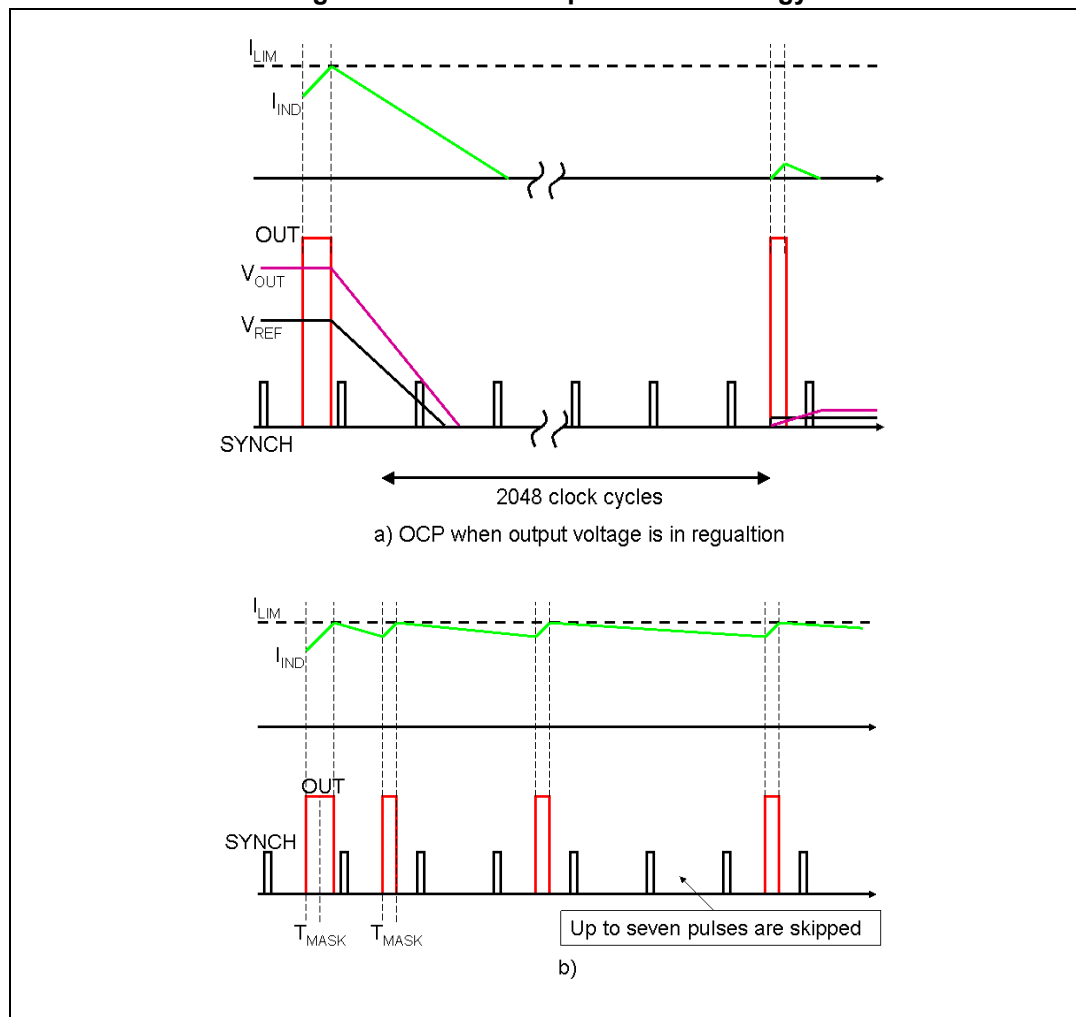 I_LIM
I_IND
OUT
V_OUT
V_REF
SYNCH
2048 clock cycles
a) OCP when output voltage is in regualtion
I_LIM
I_IND
OUT
SYNCH
T_MASK T_MASK
Up to seven pulses are skipped
b)